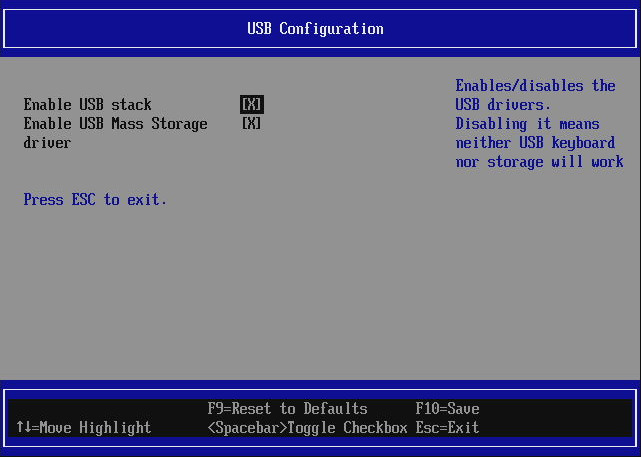 USB Configuration
Enable USB stack [X]
Enable USB Mass Storage [X]
driver
Press ESC to exit.
Enables/disables the
USB drivers.
Disabling it means
neither USB keyboard
nor storage will work
F9=Reset to Defaults F10=Save
↑↓=Move Highlight <Spacebar>Toggle Checkbox Esc=Exit